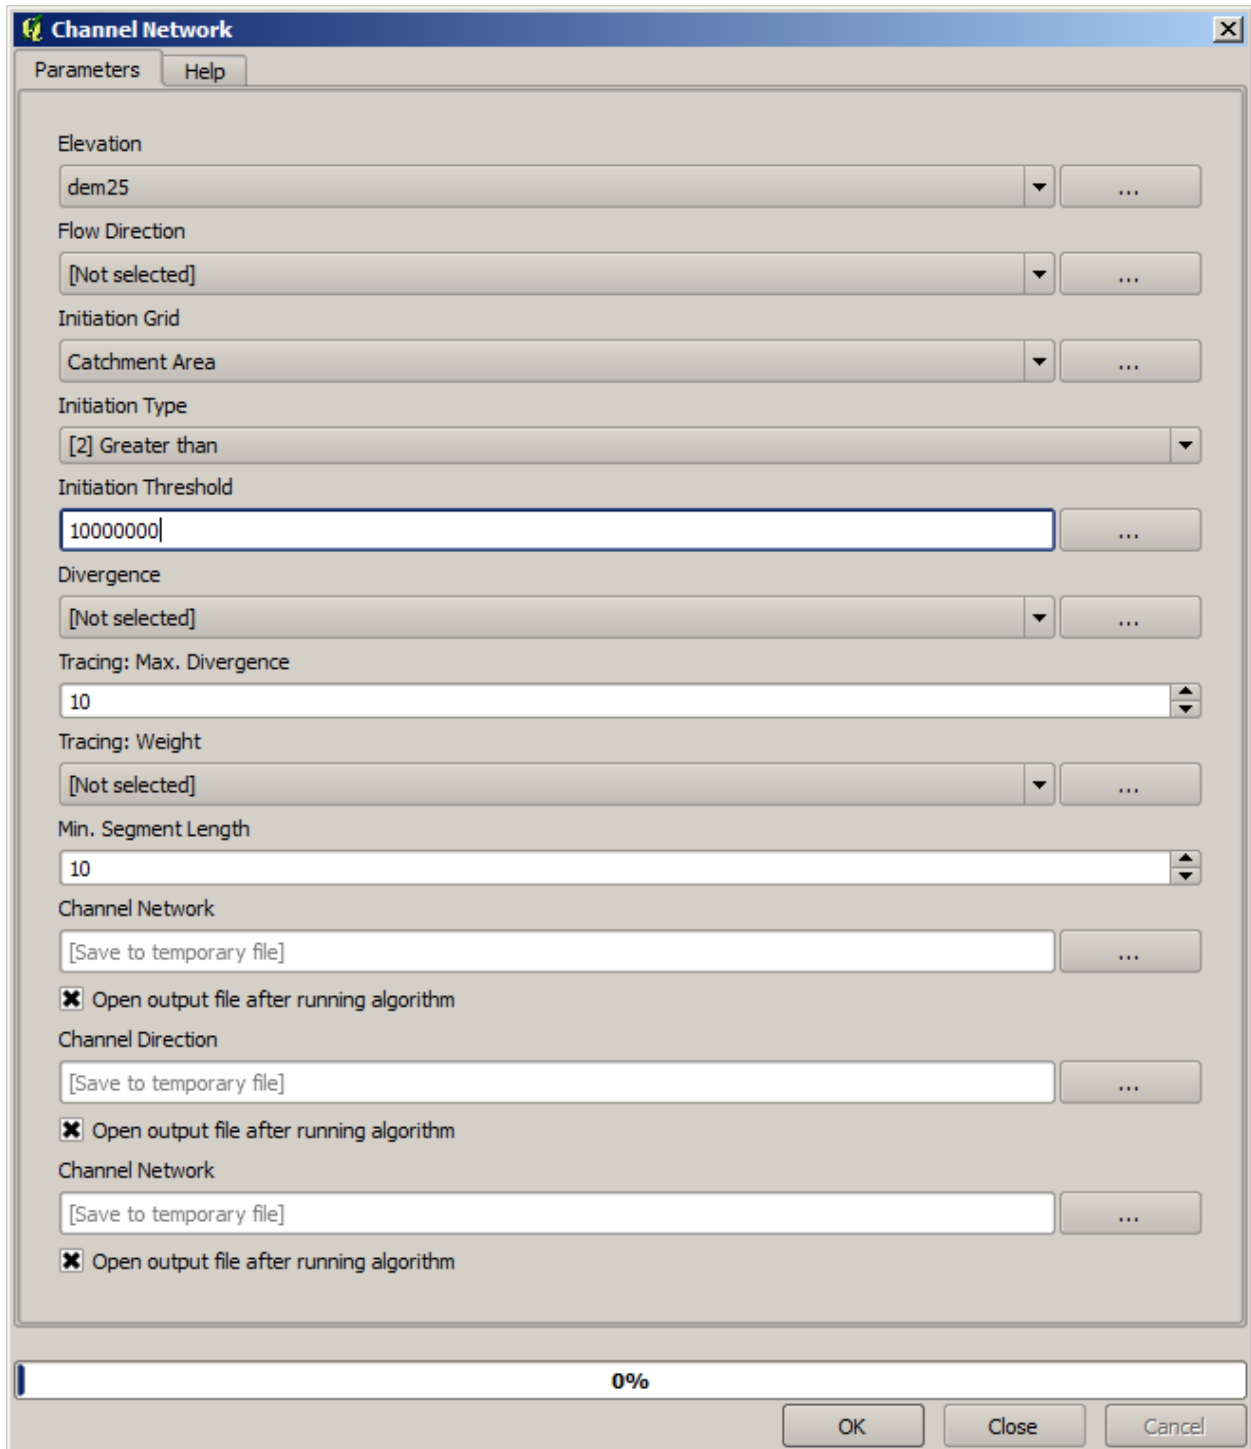 Channel Network
Parameters Help
Elevation
dem25 ...
Flow Direction
[Not selected] ...
Initiation Grid
Catchment Area ...
Initiation Type
[2] Greater than
Initiation Threshold
10000000 ...
Divergence
[Not selected] ...
Tracing: Max. Divergence
10
Tracing: Weight
[Not selected] ...
Min. Segment Length
10
Channel Network
[Save to temporary file] ...
Open output file after running algorithm
Channel Direction
[Save to temporary file] ...
Open output file after running algorithm
Channel Network
[Save to temporary file] ...
Open output file after running algorithm
0%
OK Close Cancel